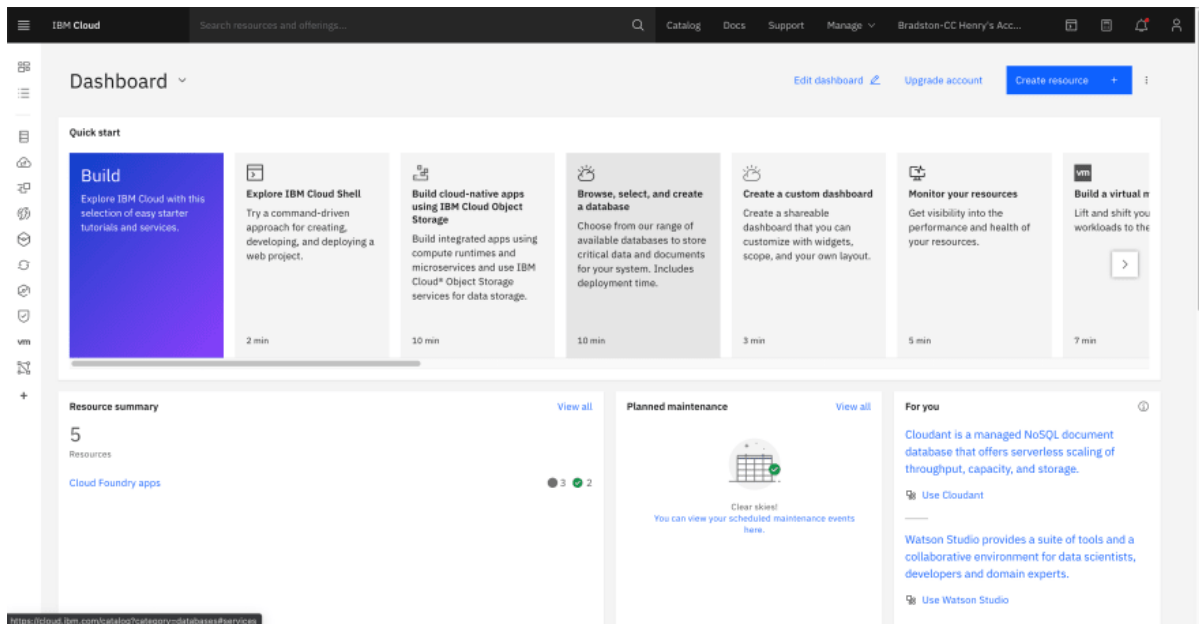 IBM Cloud
Search resources and offerings...
Catalog
Docs
Support
Manage
Bradston-CC Henry's Acc...
Dashboard
Edit dashboard
Upgrade account
Create resource +
Quick start
Build
Explore IBM Cloud with this
selection of easy starter
tutorials and services.
Explore IBM Cloud Shell
Try a command-driven
approach for creating,
developing, and deploying a
web project.
2 min
Build cloud-native apps
using IBM Cloud Object
Storage
Build integrated apps using
compute runtimes and
microservices and use IBM
Cloud® Object Storage
services for data storage.
10 min
Browse, select, and create
a database
Choose from our range of
available databases to store
critical data and documents
for your system. Includes
deployment time.
10 min
Create a custom dashboard
Create a shareable
dashboard that you can
customize with widgets,
scope, and your own layout.
3 min
Monitor your resources
Get visibility into the
performance and health of
your resources.
5 min
vm
Build a virtual m
Lift and shift you
workloads to the
7 min
vm
Resource summary
View all
5
Resources
Cloud Foundry apps
3 2
Planned maintenance
View all
Clear skies!
You can view your scheduled maintenance events
here.
For you
Cloudant is a managed NoSQL document
database that offers serverless scaling of
throughput, capacity, and storage.
Use Cloudant
Watson Studio provides a suite of tools and a
collaborative environment for data scientists,
developers and domain experts.
Use Watson Studio
https://cloud.ibm.com/catalog?category=databases#services